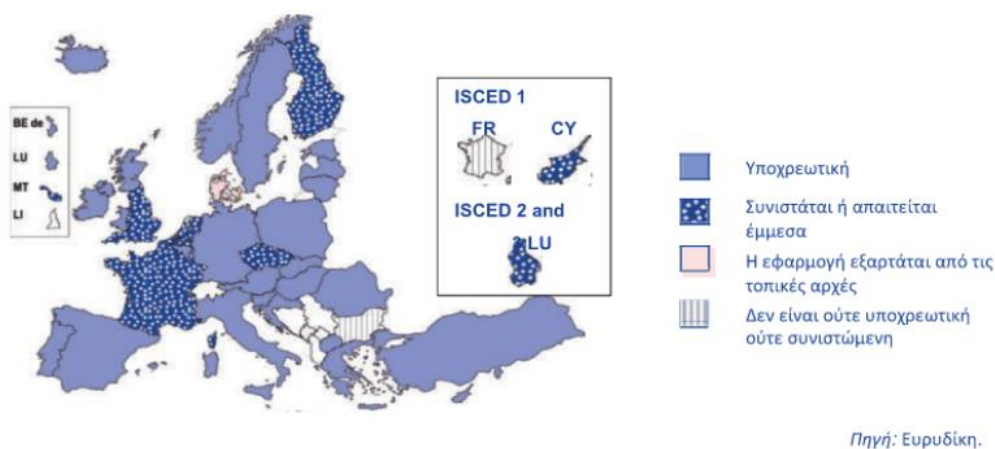 BE de
LU
MT
LI
ISCED 1
FR CY
ISCED 2 and
3 LU
Υποχρεωτική
Συνιστάται ή απαιτείται
έμμεσα
Η εφαρμογή εξαρτάται από τις
τοπικές αρχές
Δεν είναι ούτε υποχρεωτική
ούτε συνιστώμενη
Πηγή: Ευρυδίκη.